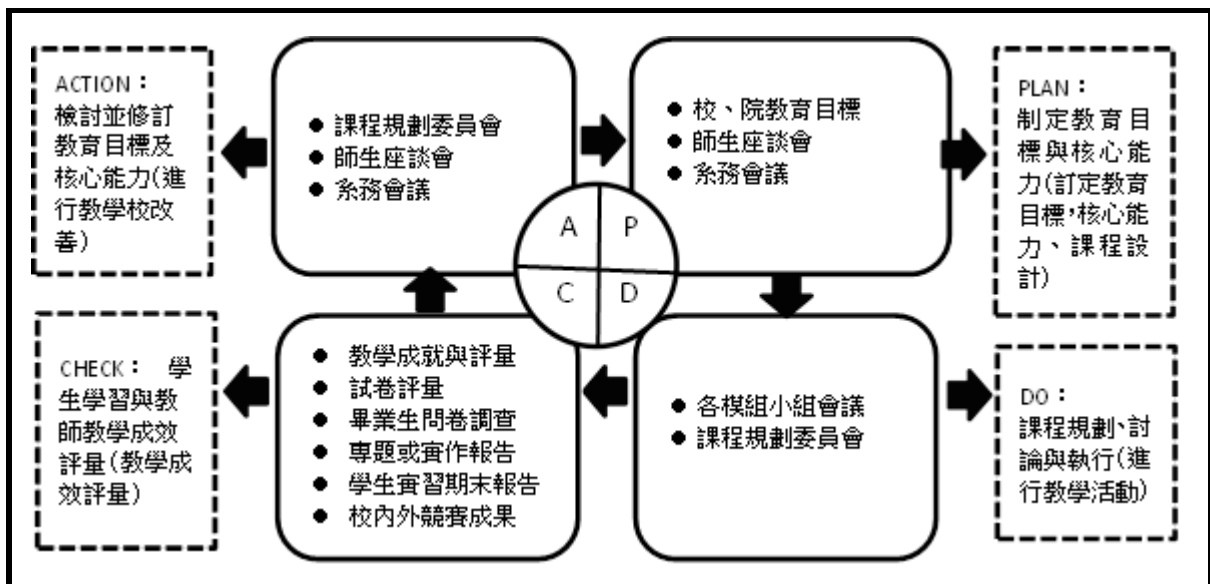 ACTION：
檢討並修訂
教育目標及
核心能力(進
行教學校改
善)
● 課程規劃委員會
● 師生座談會
● 系務會議
● 校、院教育目標
● 師生座談會
● 系務會議
PLAN：
制定教育目
標與核心能
力(訂定教育
目標,核心能
力、課程設
計)
A P
C D
CHECK： 學
生學習與教
師教學成效
評量(教學成
效評量)
● 教學成就與評量
● 試卷評量
● 畢業生問卷調查
● 專題或實作報告
● 學生實習期末報告
● 校內外競賽成果
● 各模組小組會議
● 課程規劃委員會
DO：
課程規劃、討
論與執行(進
行教學活動)